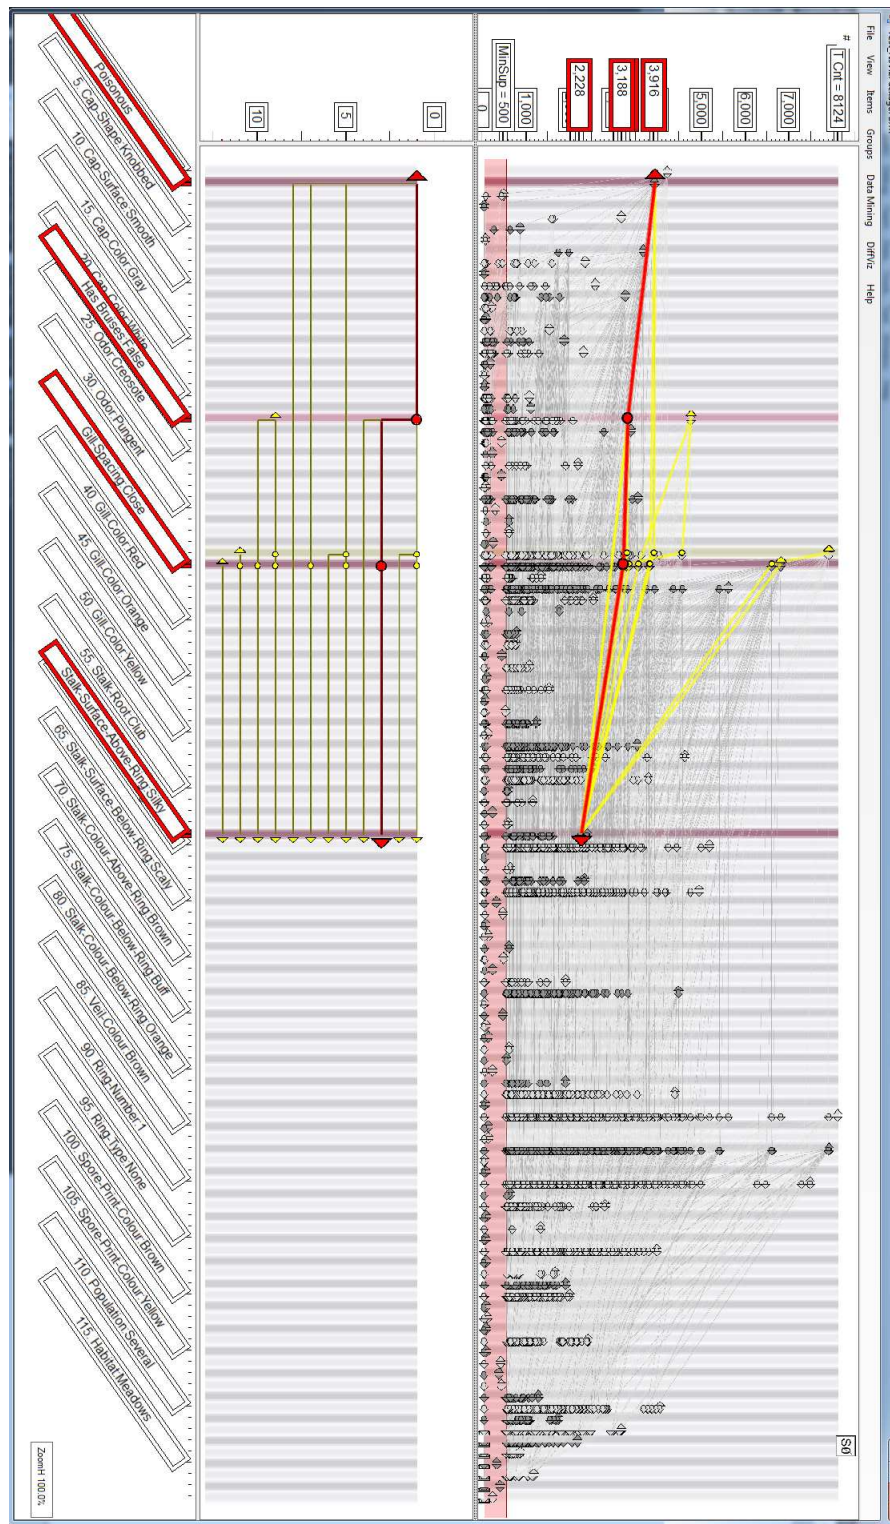 File View Items Groups Data Mining DiffViz Help
#
T.Cnt = 8124
7,000
6,000
5,000
3,916
3,188
2,228
1,000
MinSup = 500
0
S0
0
5
10
Poisonous
5 Cap-Shape Knobbed
10 Cap-Surface Smooth
15 Cap-Color Gray
20 Cap-Color White
Has Bruises False
25 Odor Creosote
30 Odor Pungent
Gill-Spacing Close
40 Gill-Color Red
45 Gill-Color Orange
50 Gill-Color Yellow
55 Stalk-Root Club
Stalk-Surface-Above-Ring Silky
65 Stalk-Surface-Below-Ring Scaly
70 Stalk-Colour-Above-Ring Brown
75 Stalk-Colour-Below-Ring Buff
80 Stalk-Colour-Below-Ring Orange
85 Veil-Colour Brown
90 Ring-Number 1
95 Ring-Type None
100 Spore-Print-Colour Brown
105 Spore-Print-Colour Yellow
110 Population Several
115 Habitat Meadows
ZoomH 100.0%